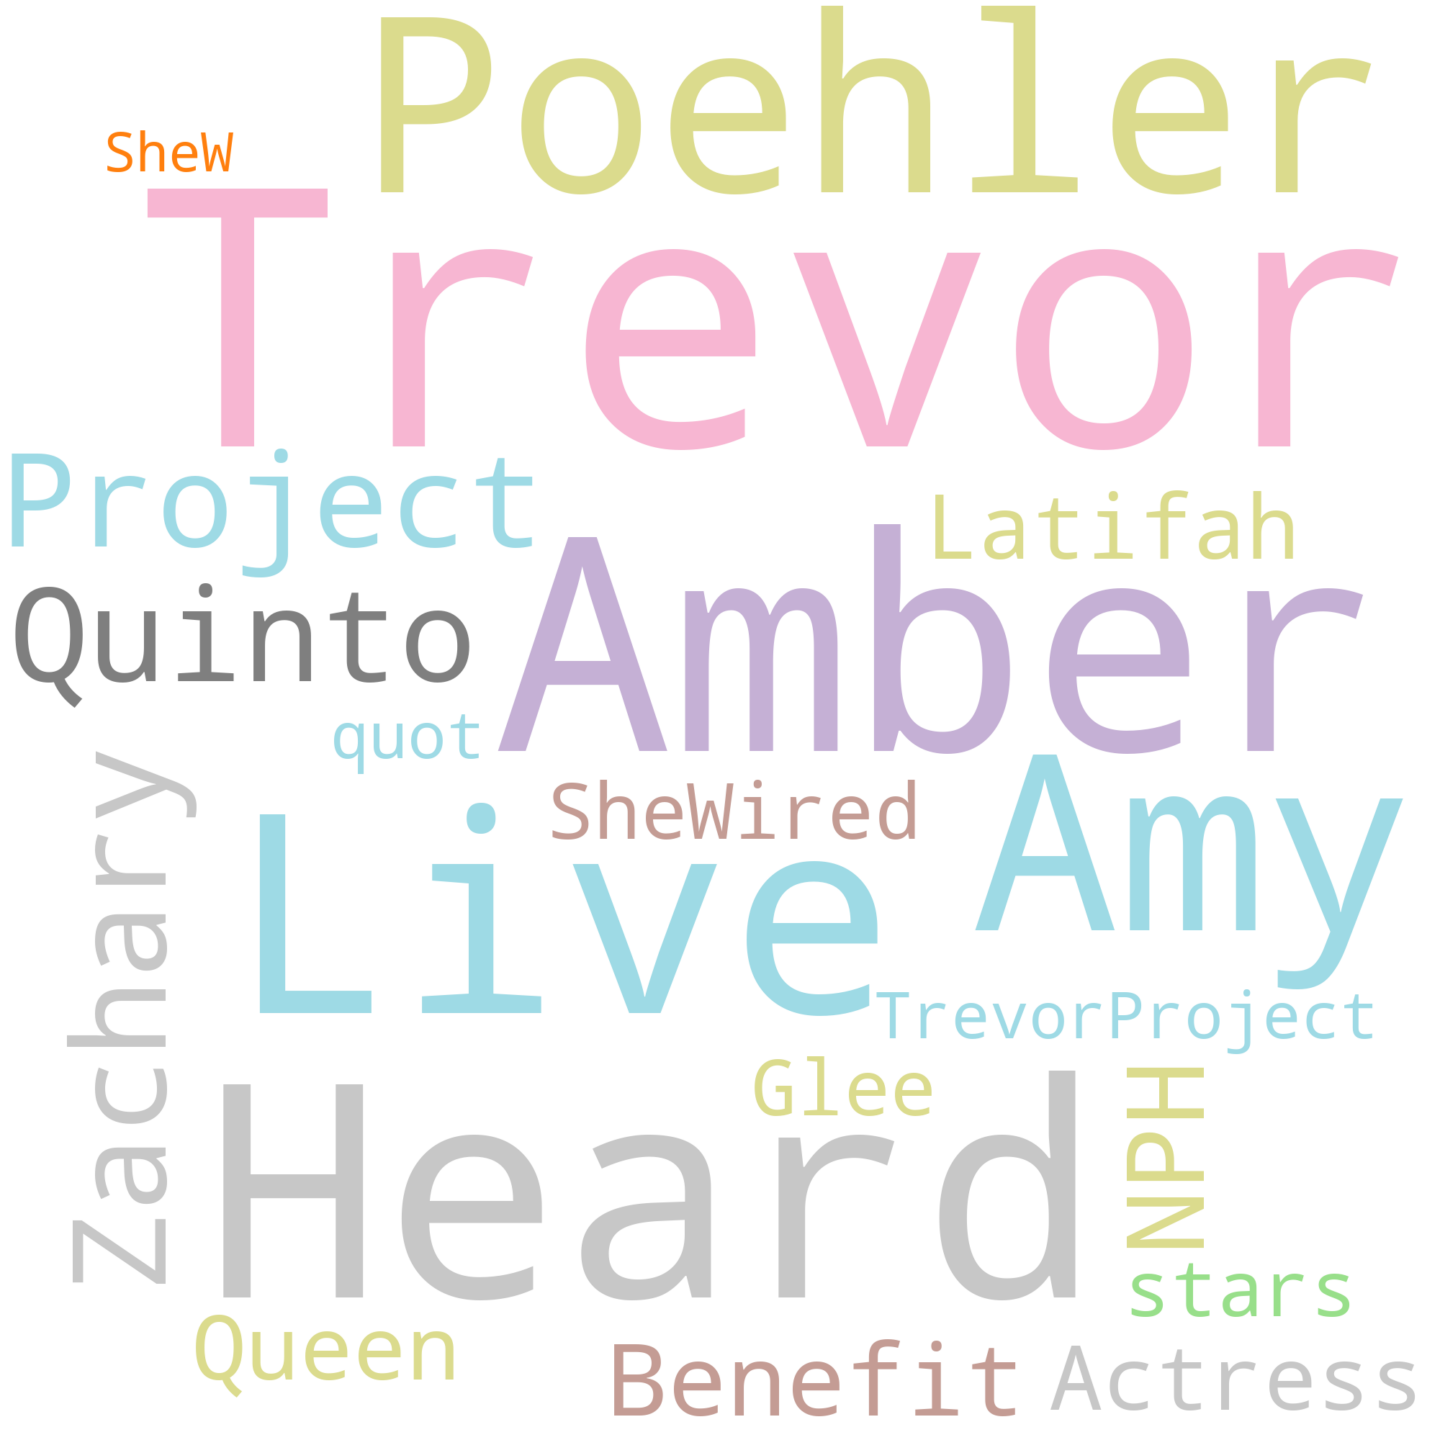 Poehler
SheW
Trevor
Project
Latifah
Amber
Quinto
quot
Zachary
SheWired
Amy
Live
TrevorProject
Glee
NPH
Heard
stars
Queen
Benefit
Actress